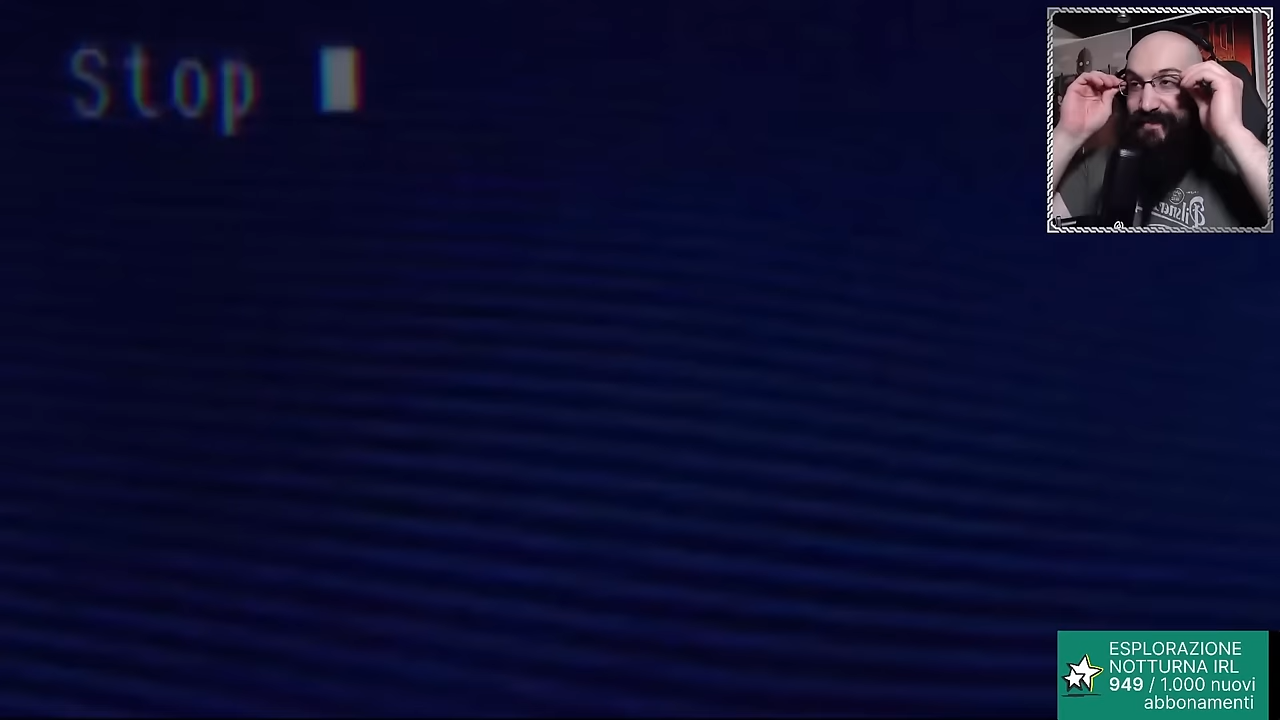 Stop
ESPLORAZIONE
NOTTURNA IRL
949 / 1.000 nuovi
abbonamenti